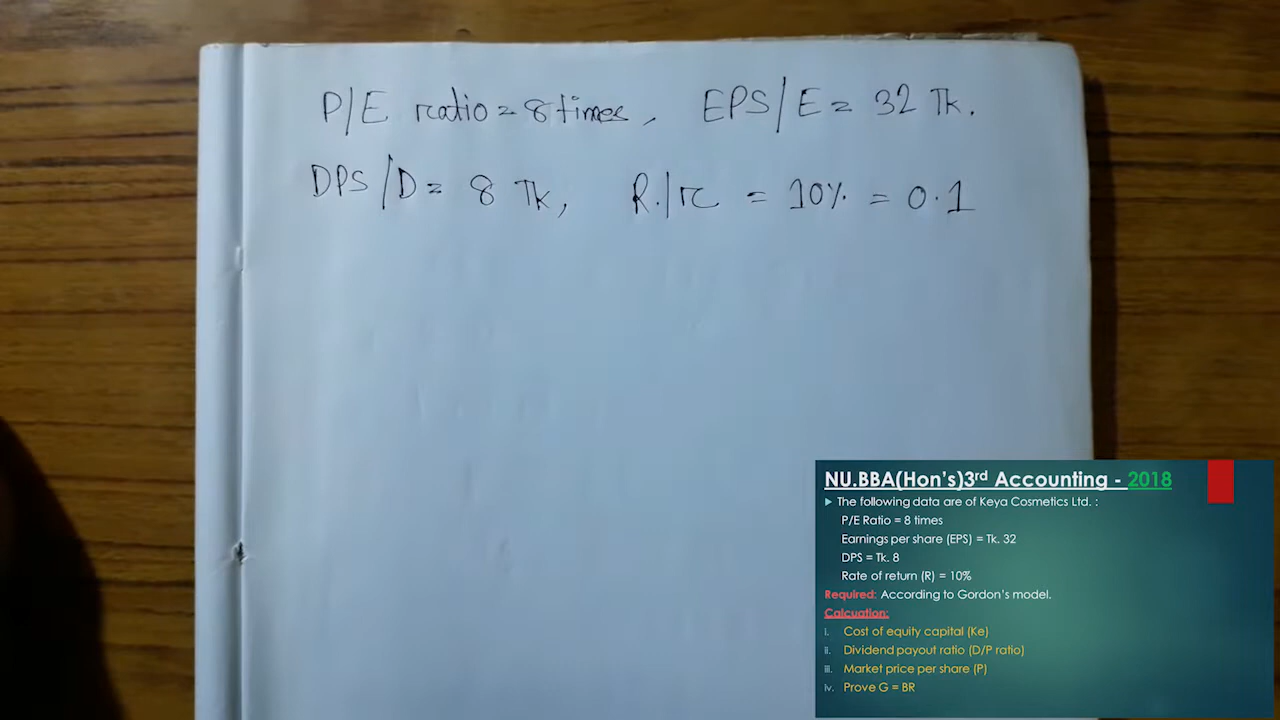 P/E ratio = 8 times, EPS/E = 32 Tk.
DPS/D = 8 Tk, R./r = 10% = 0.1
NU.BBA(Hon's)3rd Accounting - 2018
The following data are of Keya Cosmetics Ltd. :
P/E Ratio = 8 times
Earnings per share (EPS) = Tk. 32
DPS = Tk. 8
Rate of return (R) = 10%
Required: According to Gordon's model.
Calcuation:
i. Cost of equity capital (Ke)
ii. Dividend payout ratio (D/P ratio)
iii. Market price per share (P)
iv. Prove G = BR